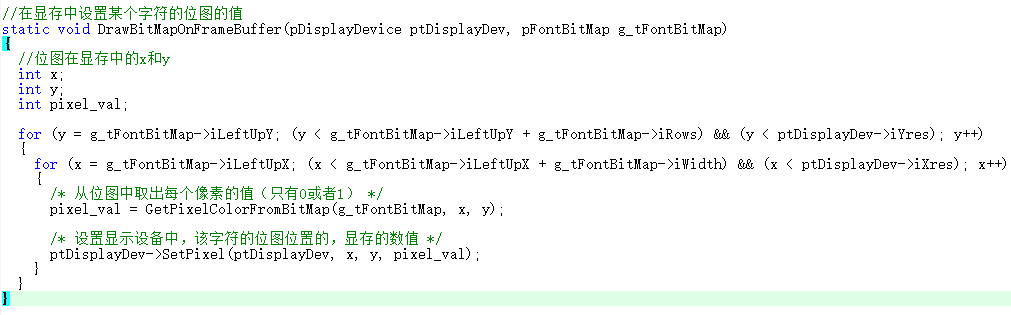 //在显存中设置某个字符的位图的值
static void DrawBitMapOnFrameBuffer(pDisplayDevice ptDisplayDev, pFontBitMap g_tFontBitMap)
{
//位图在显存中的x和y
int x;
int y;
int pixel_val;
for (y = g_tFontBitMap->iLeftUpY; (y < g_tFontBitMap->iLeftUpY + g_tFontBitMap->iRows) && (y < ptDisplayDev->iYres); y++)
{
for (x = g_tFontBitMap->iLeftUpX; (x < g_tFontBitMap->iLeftUpX + g_tFontBitMap->iWidth) && (x < ptDisplayDev->iXres); x++)
{
/* 从位图中取出每个像素的值（只有0或者1） */
pixel_val = GetPixelColorFromBitMap(g_tFontBitMap, x, y);
/* 设置显示设备中，该字符的位图位置的，显存的数值 */
ptDisplayDev->SetPixel(ptDisplayDev, x, y, pixel_val);
}
}
}